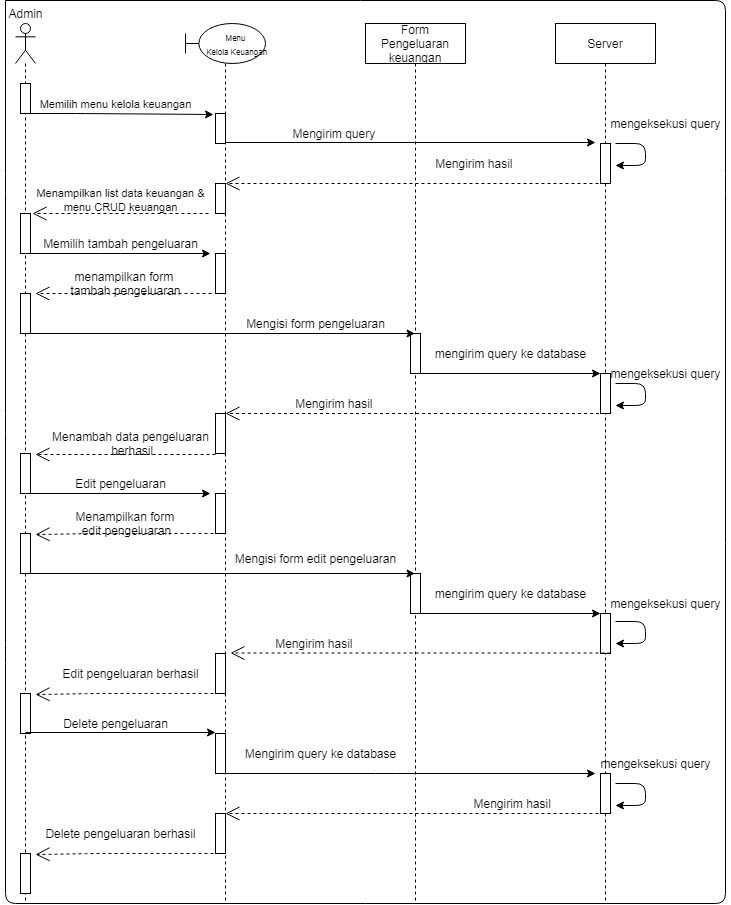 Admin
Menu
Kelola Keuangan
Form
Pengeluaran
keuangan
Server
Memilih menu kelola keuangan
mengeksekusi query
Mengirim query
Mengirim hasil
Menampilkan list data keuangan &
menu CRUD keuangan
Memilih tambah pengeluaran
menampilkan form
tambah pengeluaran
Mengisi form pengeluaran
mengirim query ke database
mengeksekusi query
Mengirim hasil
Menambah data pengeluaran
berhasil
Edit pengeluaran
Menampilkan form
edit pengeluaran
Mengisi form edit pengeluaran
mengirim query ke database
mengeksekusi query
Mengirim hasil
Edit pengeluaran berhasil
Delete pengeluaran
Mengirim query ke database
mengeksekusi query
Mengirim hasil
Delete pengeluaran berhasil